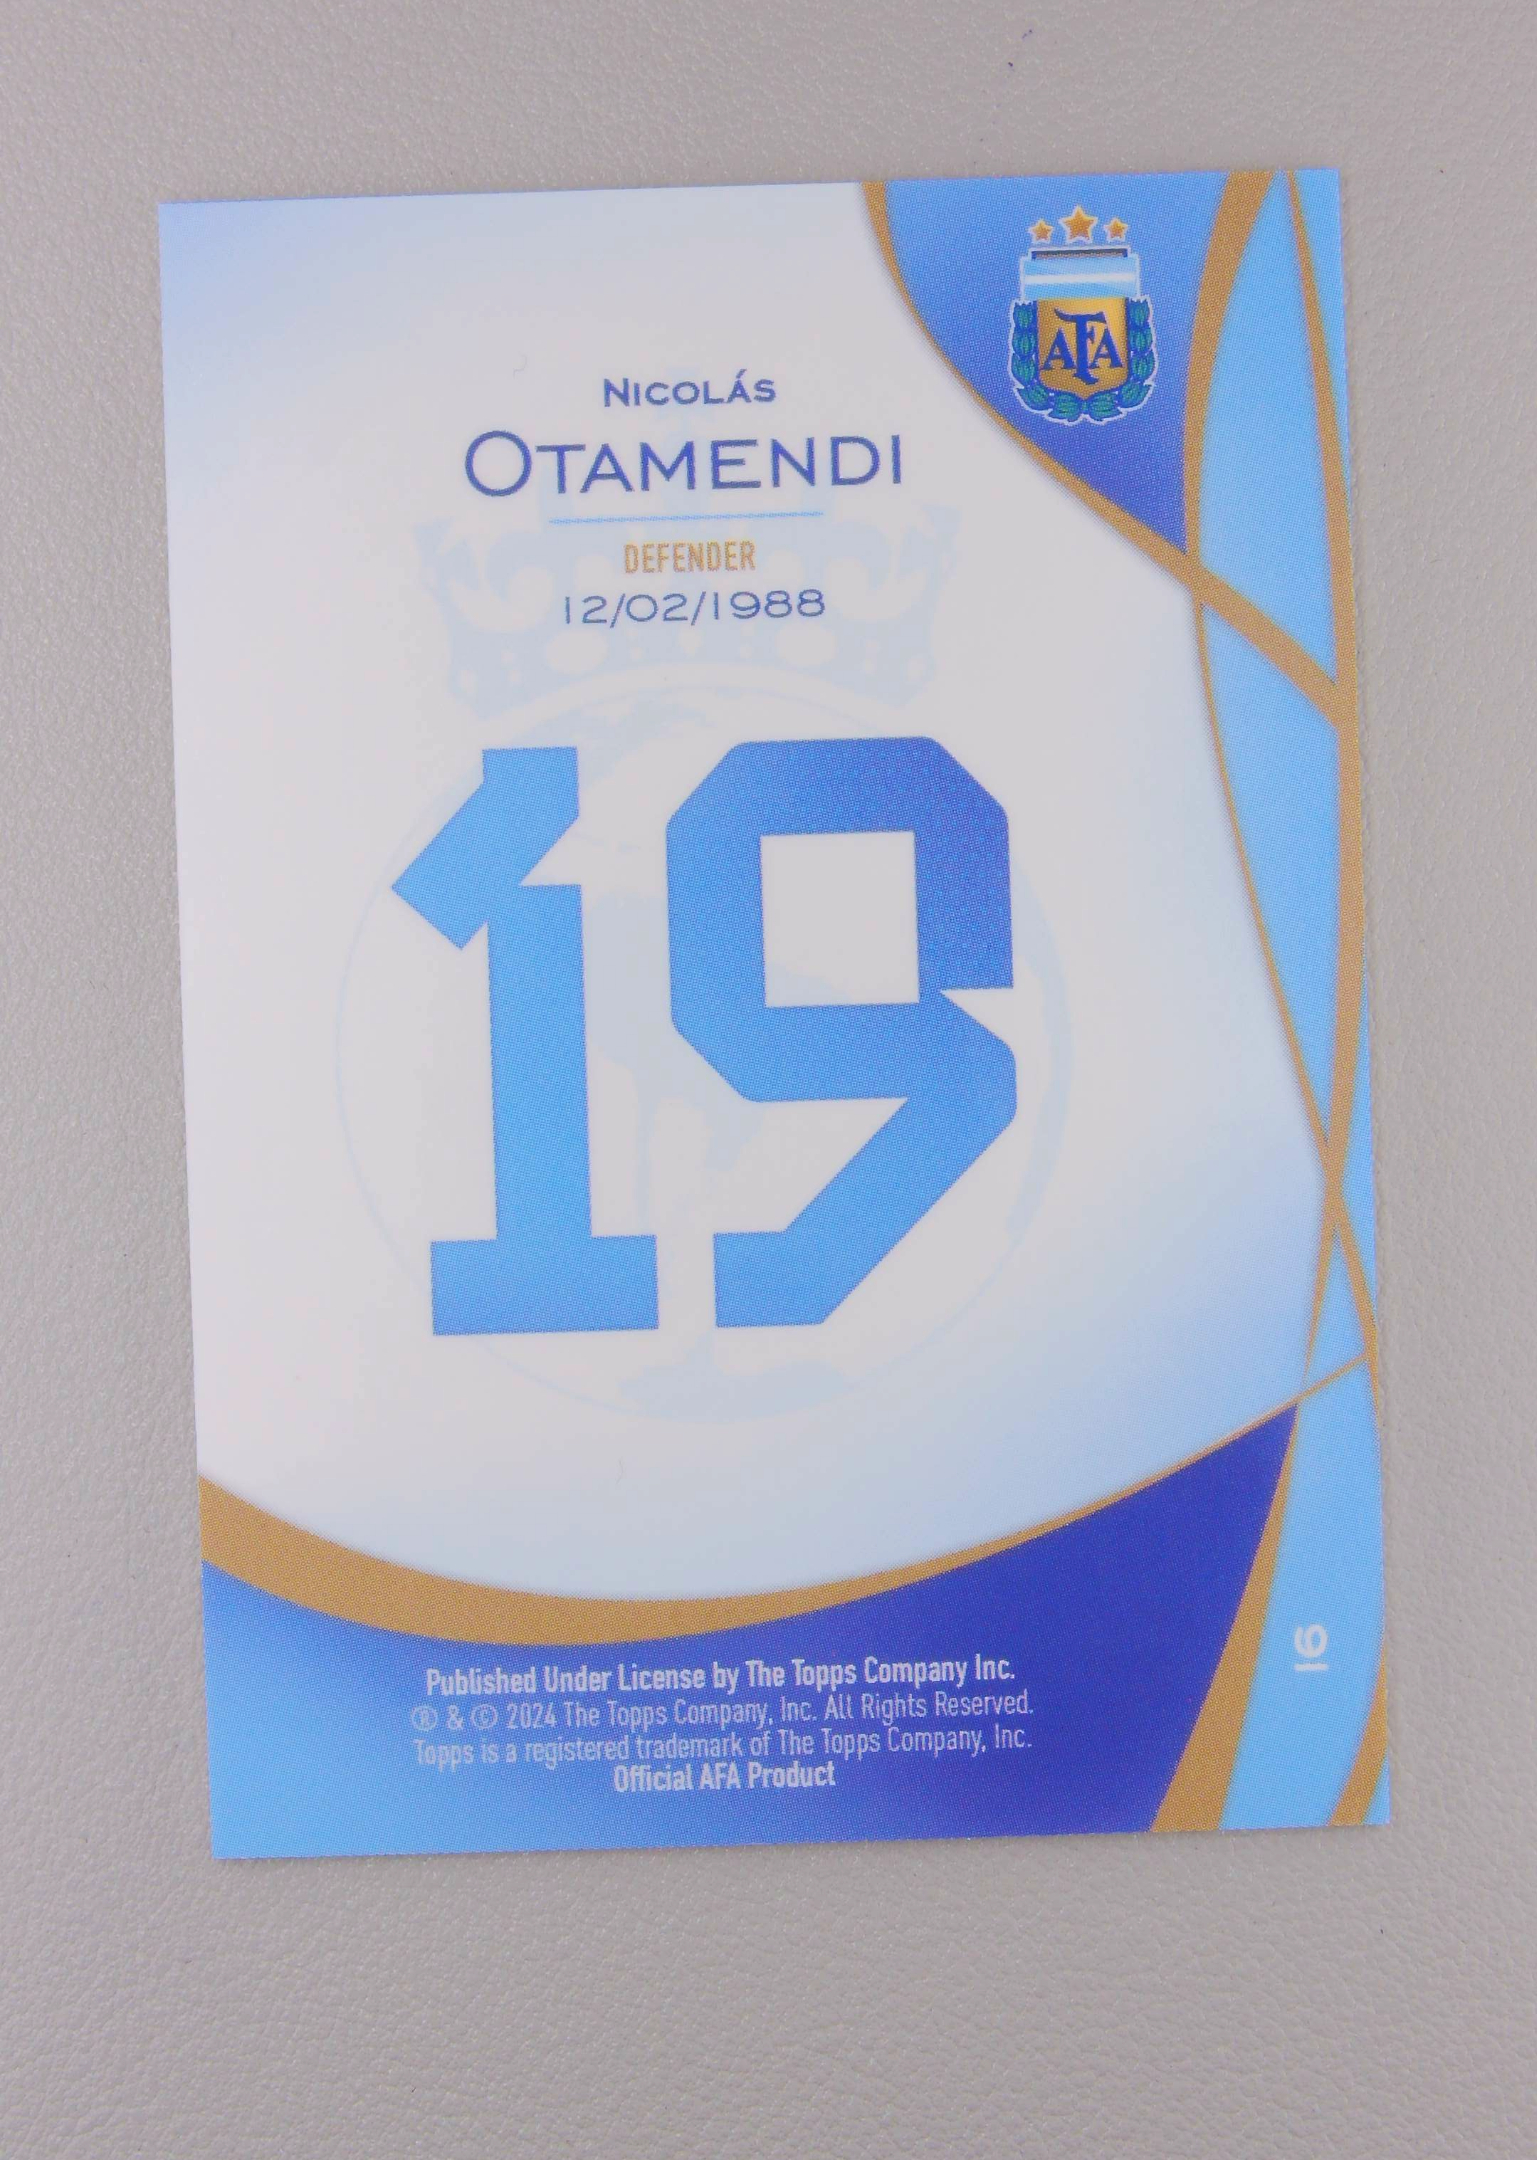 AFA
Nicolás
Otamendi
DEFENDER
12/02/1988
19
16
Published Under License by The Topps Company Inc.
® & © 2024 The Topps Company, Inc. All Rights Reserved.
Topps is a registered trademark of The Topps Company, Inc.
Official AFA Product